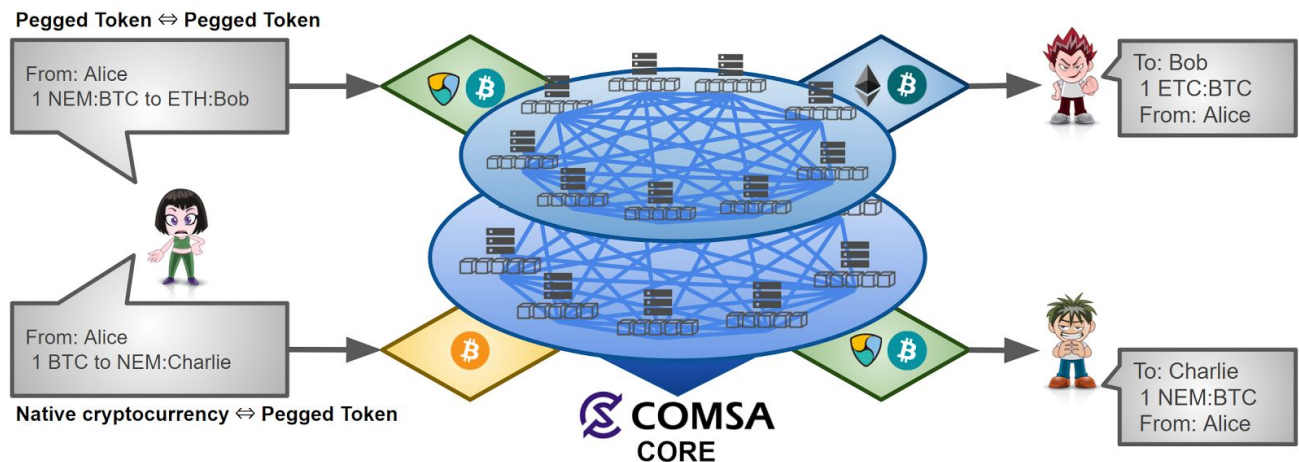 Pegged Token ⇔ Pegged Token
From: Alice
1 NEM:BTC to ETH:Bob
To: Bob
1 ETC:BTC
From: Alice
From: Alice
1 BTC to NEM:Charlie
To: Charlie
1 NEM:BTC
From: Alice
Native cryptocurrency ⇔ Pegged Token
COMSA
CORE